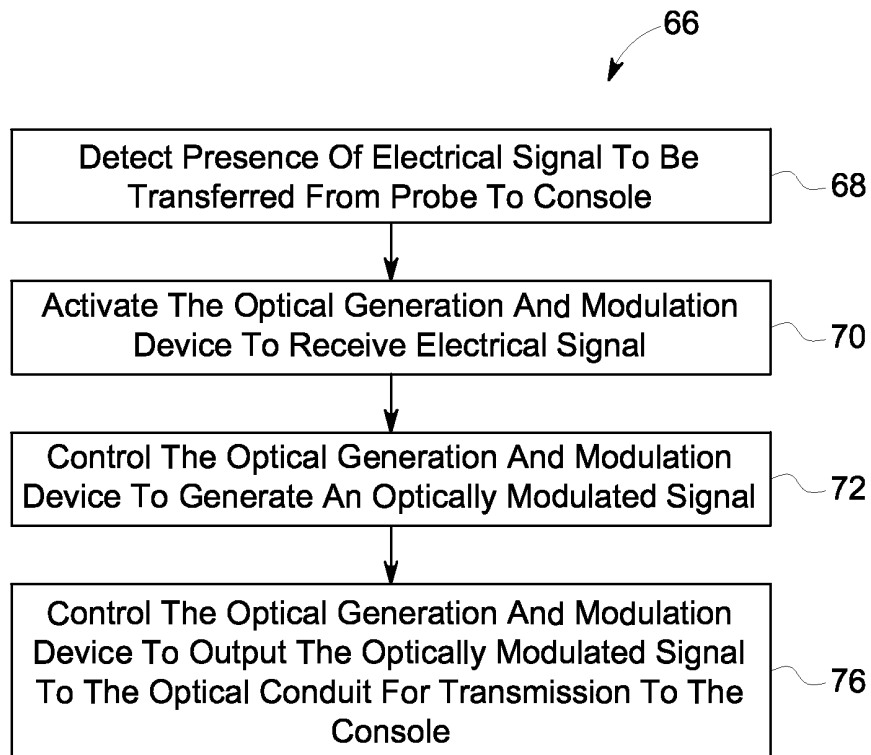 66
Detect Presence Of Electrical Signal To Be
Transferred From Probe To Console
68
Activate The Optical Generation And Modulation
Device To Receive Electrical Signal
70
Control The Optical Generation And Modulation
Device To Generate An Optically Modulated Signal
72
Control The Optical Generation And Modulation
Device To Output The Optically Modulated Signal
To The Optical Conduit For Transmission To The
Console
76